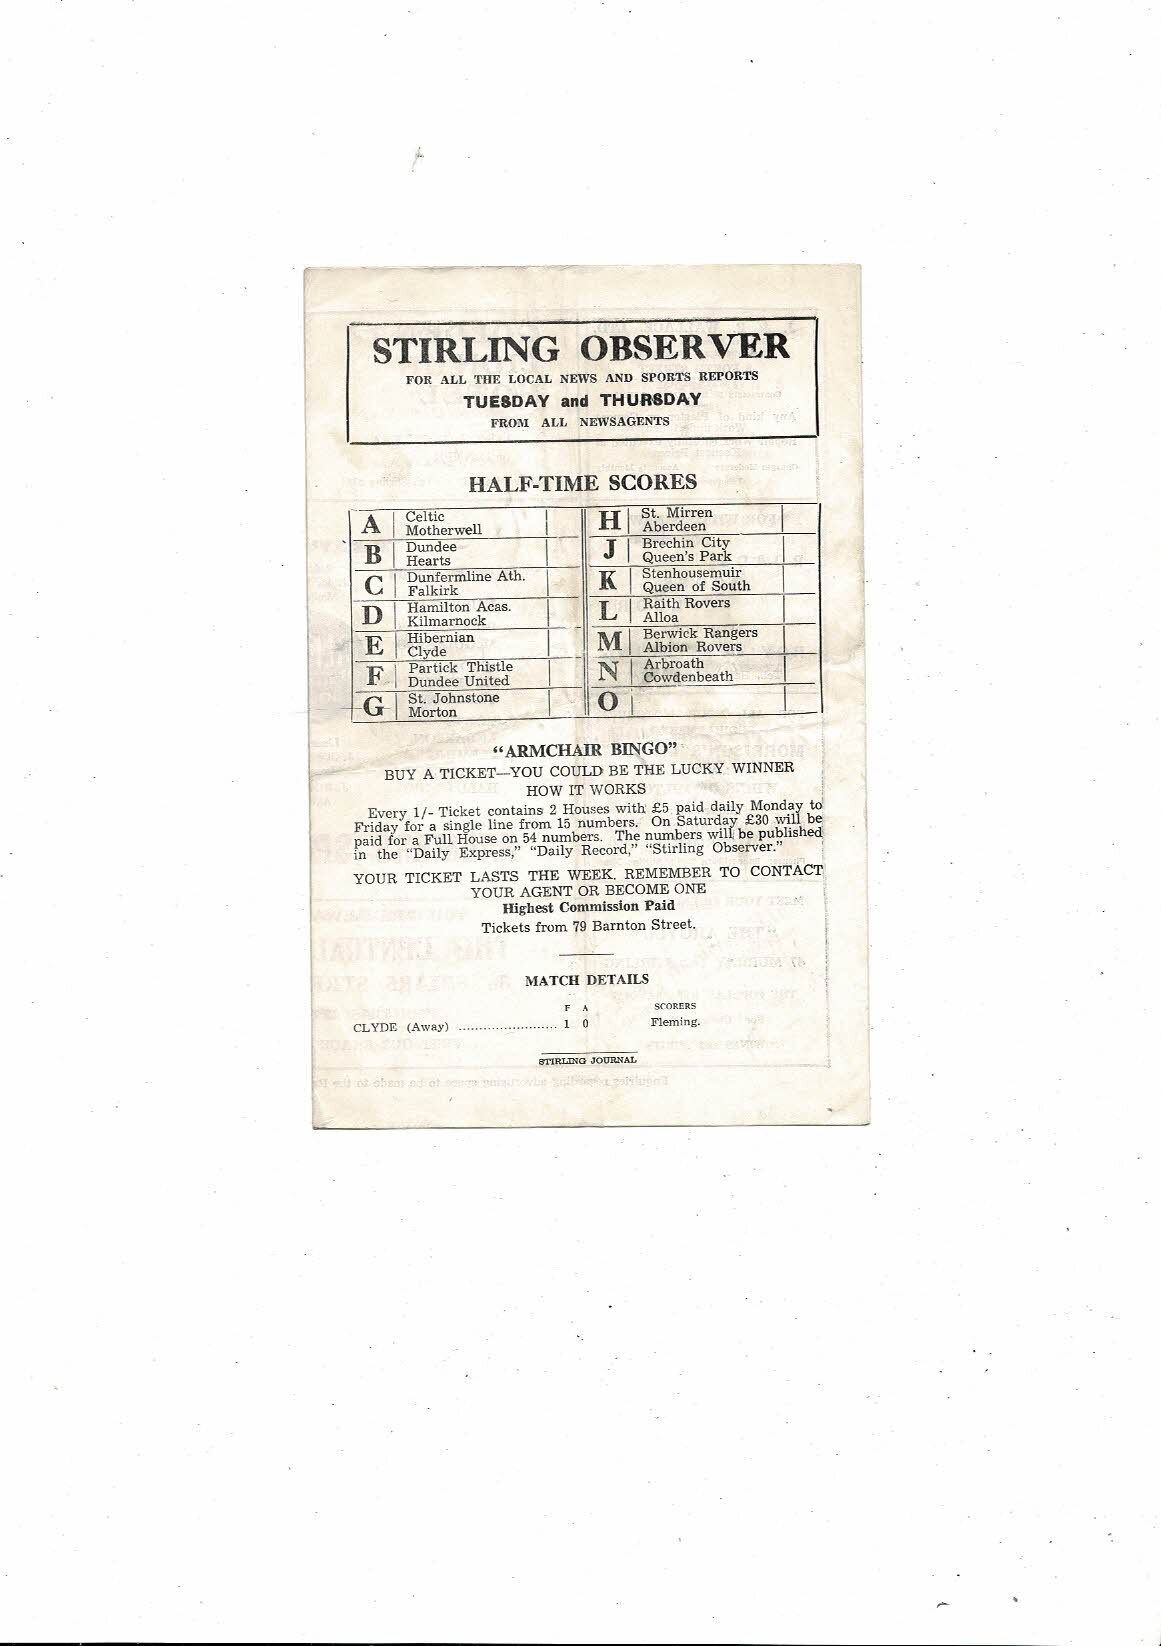 STIRLING OBSERVER
FOR ALL THE LOCAL NEWS AND SPORTS REPORTS
TUESDAY and THURSDAY
FROM ALL NEWSAGENTS
HALF-TIME SCORES
A Celtic
Motherwell
B Dundee
Hearts
C Dunfermline Ath.
Falkirk
D Hamilton Acas.
Kilmarnock
E Hibernian
Clyde
F Partick Thistle
Dundee United
G St. Johnstone
Morton
H St. Mirren
Aberdeen
J Brechin City
Queen's Park
K Stenhousemuir
Queen of South
L Raith Rovers
Alloa
M Berwick Rangers
Albion Rovers
N Arbroath
Cowdenbeath
O
"ARMCHAIR BINGO"
BUY A TICKET—YOU COULD BE THE LUCKY WINNER
HOW IT WORKS
Every 1/- Ticket contains 2 Houses with £5 paid daily Monday to
Friday for a single line from 15 numbers. On Saturday £30 will be
paid for a Full House on 54 numbers. The numbers will be published
in the "Daily Express," "Daily Record," "Stirling Observer."
YOUR TICKET LASTS THE WEEK. REMEMBER TO CONTACT
YOUR AGENT OR BECOME ONE
Highest Commission Paid
Tickets from 79 Barnton Street.
MATCH DETAILS
F A SCORERS
CLYDE (Away) ........................ 1 0 Fleming.
STIRLING JOURNAL